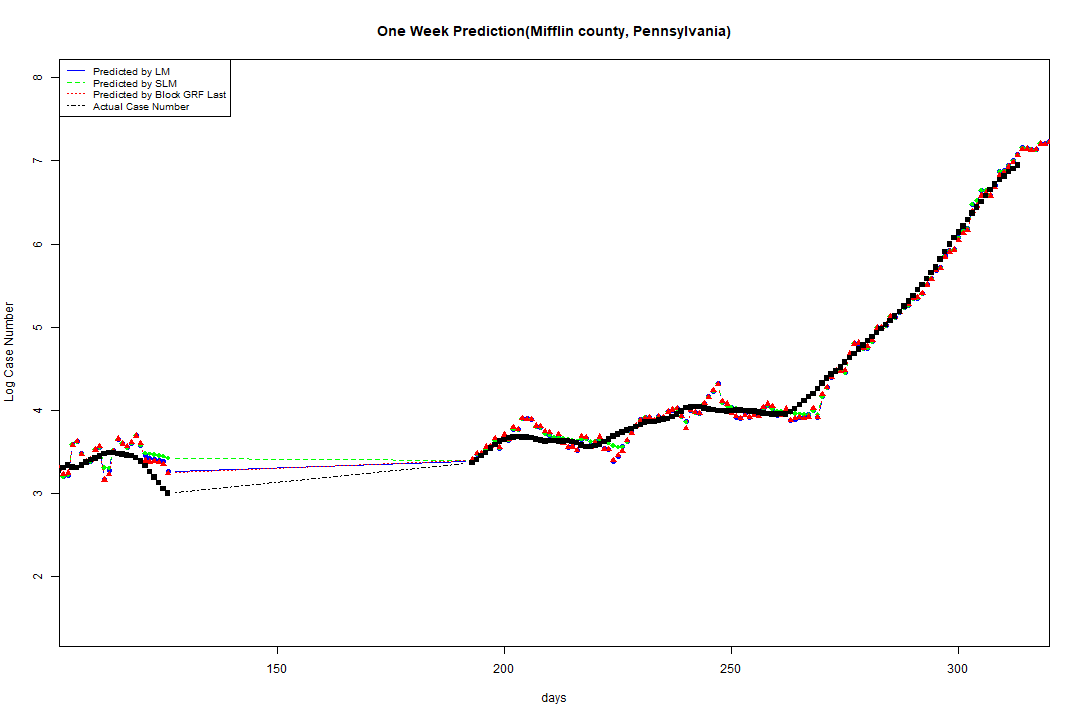 One Week Prediction(Mifflin county, Pennsylvania)
Predicted by LM
Predicted by SLM
Predicted by Block GRF Last
Actual Case Number
8
7
6
5
4
3
2
Log Case Number
150
200
250
300
days